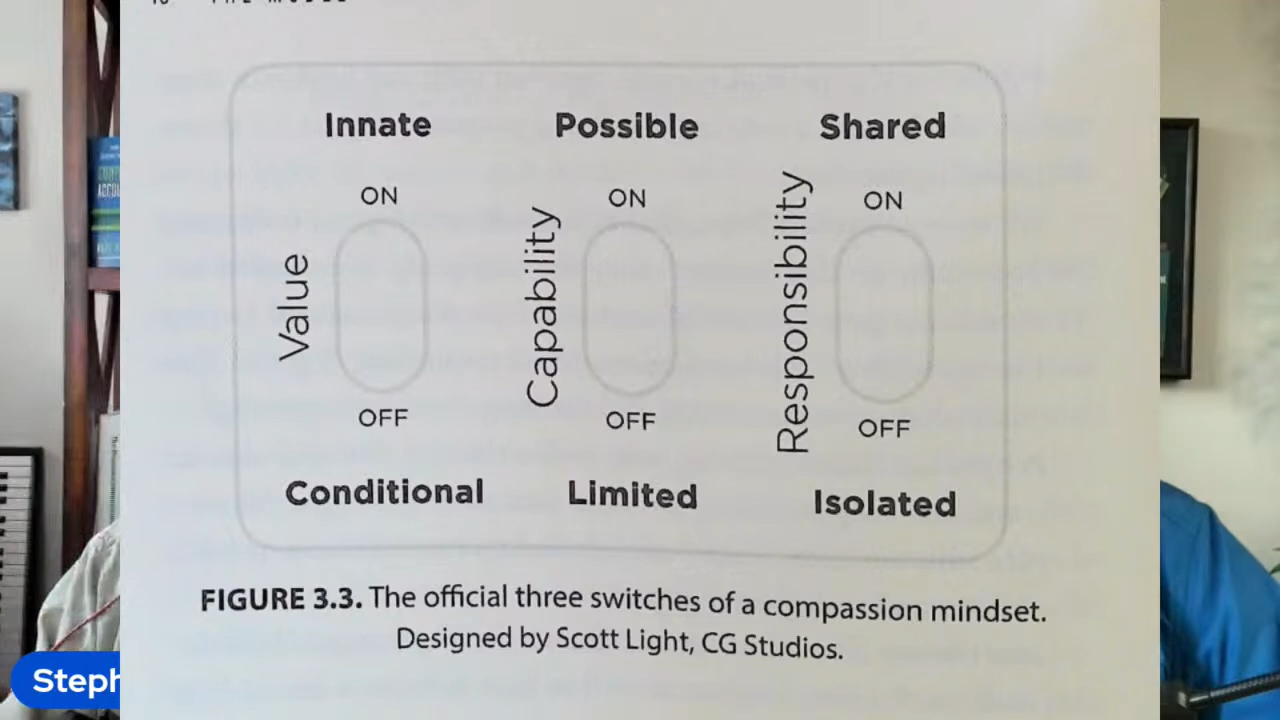 Innate Possible Shared
ON ON ON
Value Capability Responsibility
OFF OFF OFF
Conditional Limited Isolated
FIGURE 3.3. The official three switches of a compassion mindset.
Designed by Scott Light, CG Studios.
Steph